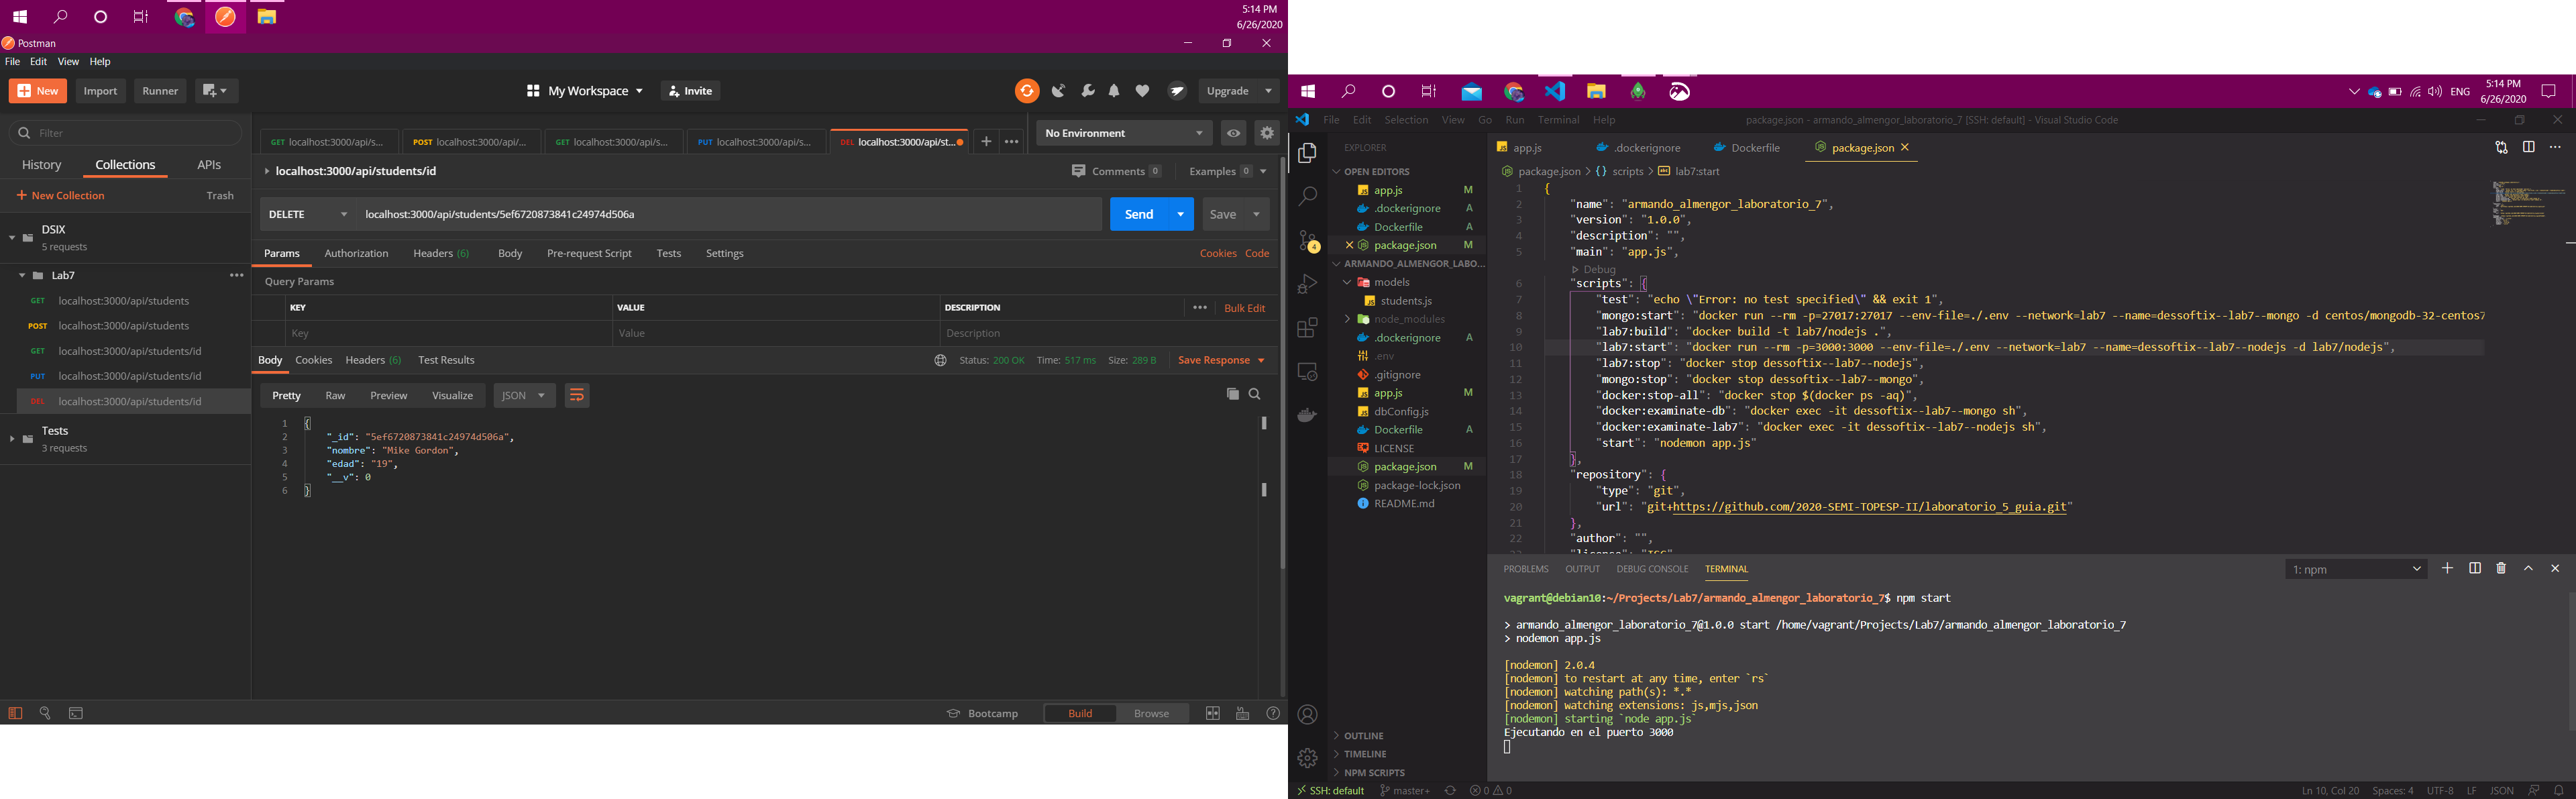 5:14 PM
6/26/2020
Postman
File Edit View Help
New Import Runner My Workspace Invite Upgrade
Filter
History Collections APIs
New Collection Trash
DSIX
5 requests
Lab7
GET localhost:3000/api/students
POST localhost:3000/api/students
GET localhost:3000/api/students/id
PUT localhost:3000/api/students/id
DEL localhost:3000/api/students/id
Tests
3 requests
GET localhost:3000/api/s... POST localhost:3000/api/... GET localhost:3000/api/s... PUT localhost:3000/api/s... DEL localhost:3000/api/st... No Environment
localhost:3000/api/students/id Comments 0 Examples 0
DELETE localhost:3000/api/students/5ef6720873841c24974d506a Send Save
Params Authorization Headers (6) Body Pre-request Script Tests Settings Cookies Code
Query Params
KEY VALUE DESCRIPTION Bulk Edit
Key Value Description
Body Cookies Headers (6) Test Results Status: 200 OK Time: 517 ms Size: 289 B Save Response
Pretty Raw Preview Visualize JSON
1 {
2 "_id": "5ef6720873841c24974d506a",
3 "nombre": "Mike Gordon",
4 "edad": "19",
5 "__v": 0
6 }
Bootcamp Build Browse
ENG 5:14 PM
6/26/2020
File Edit Selection View Go Run Terminal Help package.json - armando_almengor_laboratorio_7 [SSH: default] - Visual Studio Code
EXPLORER
OPEN EDITORS
app.js M
.dockerignore A
Dockerfile A
package.json M
ARMANDO_ALMENGOR_LABO...
models
students.js
node_modules
.dockerignore A
.env
.gitignore
app.js M
dbConfig.js
Dockerfile A
LICENSE
package.json M
package-lock.json
README.md
OUTLINE
TIMELINE
NPM SCRIPTS
4
app.js .dockerignore Dockerfile package.json
package.json > {} scripts > abc lab7:start
1 {
2 "name": "armando_almengor_laboratorio_7",
3 "version": "1.0.0",
4 "description": "",
5 "main": "app.js",
Debug
6 "scripts": {
7 "test": "echo \"Error: no test specified\" && exit 1",
8 "mongo:start": "docker run --rm -p=27017:27017 --env-file=./.env --network=lab7 --name=dessoftix--lab7--mongo -d centos/mongodb-32-centos7
9 "lab7:build": "docker build -t lab7/nodejs .",
10 "lab7:start": "docker run --rm -p=3000:3000 --env-file=./.env --network=lab7 --name=dessoftix--lab7--nodejs -d lab7/nodejs",
11 "lab7:stop": "docker stop dessoftix--lab7--nodejs",
12 "mongo:stop": "docker stop dessoftix--lab7--mongo",
13 "docker:stop-all": "docker stop $(docker ps -aq)",
14 "docker:examinate-db": "docker exec -it dessoftix--lab7--mongo sh",
15 "docker:examinate-lab7": "docker exec -it dessoftix--lab7--nodejs sh",
16 "start": "nodemon app.js"
17 },
18 "repository": {
19 "type": "git",
20 "url": "git+https://github.com/2020-SEMI-TOPESP-II/laboratorio_5_guia.git"
21 },
22 "author": "",
PROBLEMS OUTPUT DEBUG CONSOLE TERMINAL 1: npm
vagrant@debian10:~/Projects/Lab7/armando_almengor_laboratorio_7$ npm start
> armando_almengor_laboratorio_7@1.0.0 start /home/vagrant/Projects/Lab7/armando_almengor_laboratorio_7
> nodemon app.js
[nodemon] 2.0.4
[nodemon] to restart at any time, enter `rs`
[nodemon] watching path(s): *.*
[nodemon] watching extensions: js,mjs,json
[nodemon] starting `node app.js`
Ejecutando en el puerto 3000
SSH: default master+ 0 0 Ln 10, Col 20 Spaces: 4 UTF-8 LF JSON